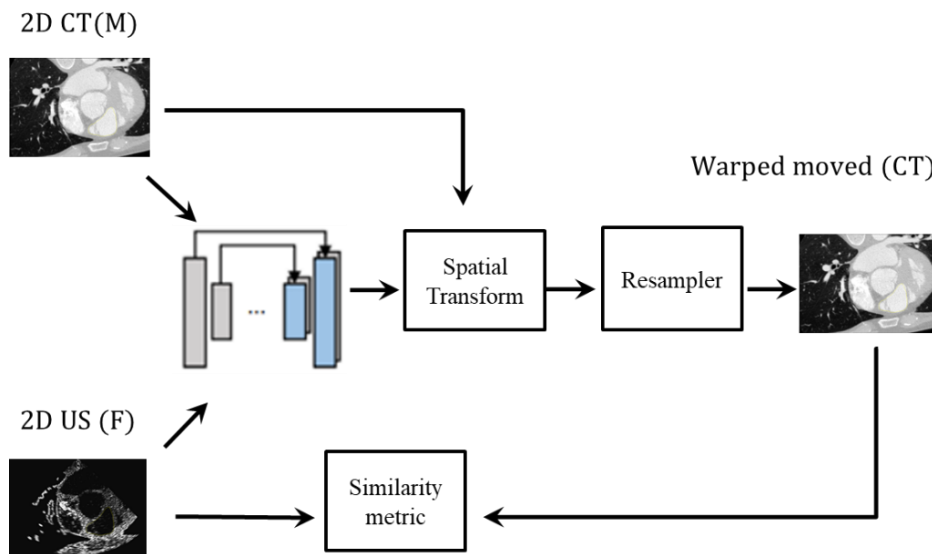 2D CT(M)
Warped moved (CT)
Spatial
Transform
Resampler
...
2D US (F)
Similarity
metric